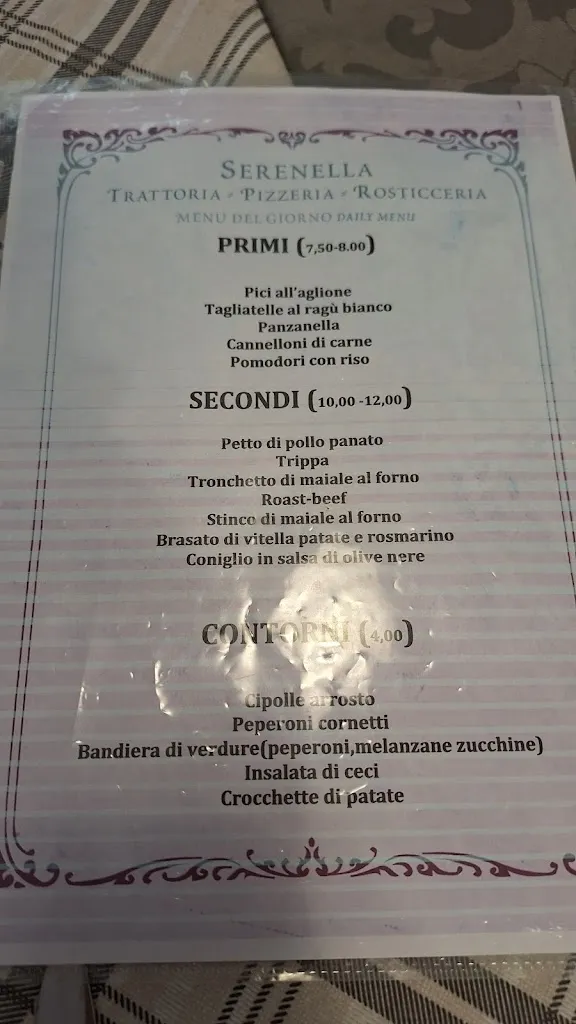 SERENELLA
TRATTORIA - PIZZERIA - ROSTICCERIA
MENU DEL GIORNO DAILY MENU
PRIMI (7,50-8.00)
Pici all'aglione
Tagliatelle al ragù bianco
Panzanella
Cannelloni di carne
Pomodori con riso
SECONDI (10,00 -12,00)
Petto di pollo panato
Trippa
Tronchetto di maiale al forno
Roast-beef
Stinco di maiale al forno
Brasato di vitella patate e rosmarino
Coniglio in salsa di olive nere
CONTORNI (4,00)
Cipolle arrosto
Peperoni cornetti
Bandiera di verdure(peperoni,melanzane zucchine)
Insalata di ceci
Crocchette di patate